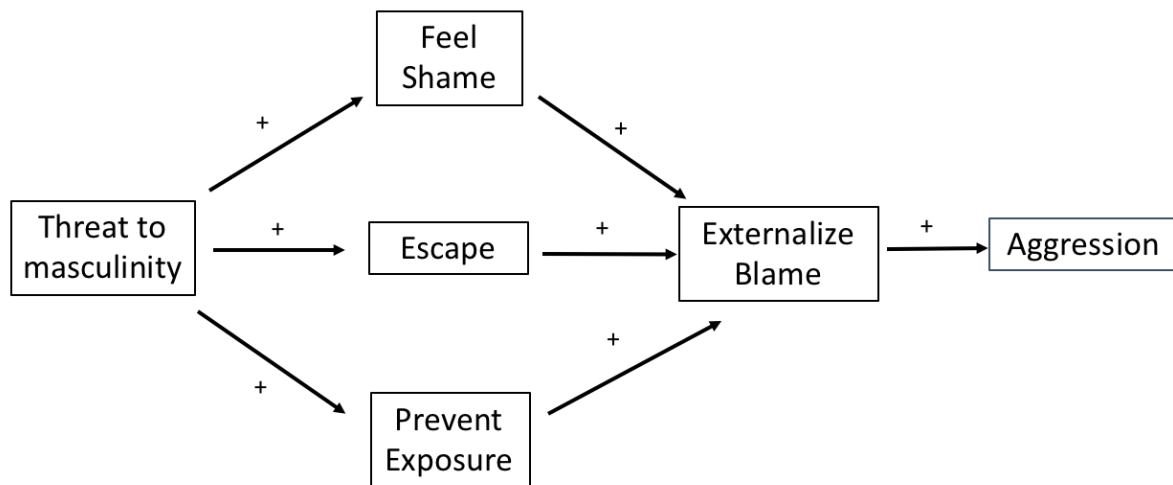 Feel
Shame
+
+
Threat to
masculinity
+
Escape
+
Externalize
Blame
+
Aggression
+
+
Prevent
Exposure